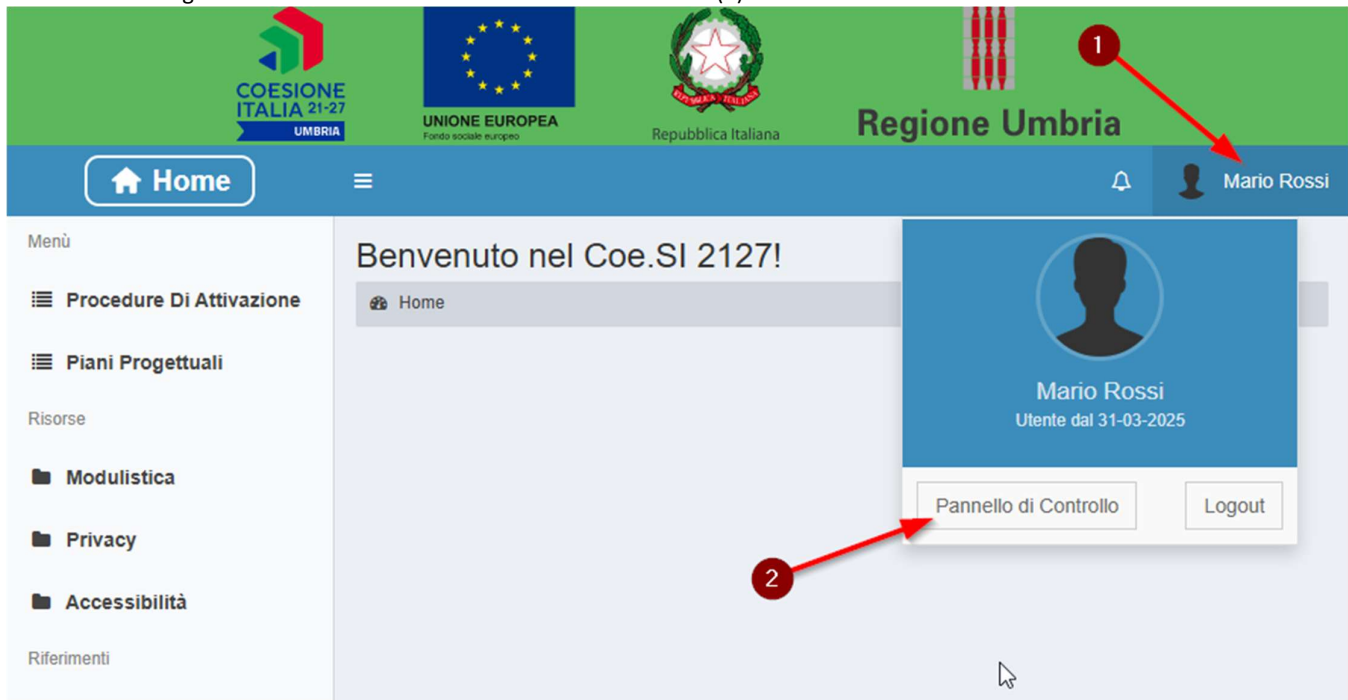 COESIONE
ITALIA 21-27
UMBRIA
UNIONE EUROPEA
Fondo sociale europeo
Repubblica Italiana
Regione Umbria
1
Home
Mario Rossi
Menù
Benvenuto nel Coe.SI 2127!
Procedure Di Attivazione
Home
Piani Progettuali
Mario Rossi
Utente dal 31-03-2025
Risorse
Modulistica
Pannello di Controllo
Logout
Privacy
2
Accessibilità
Riferimenti